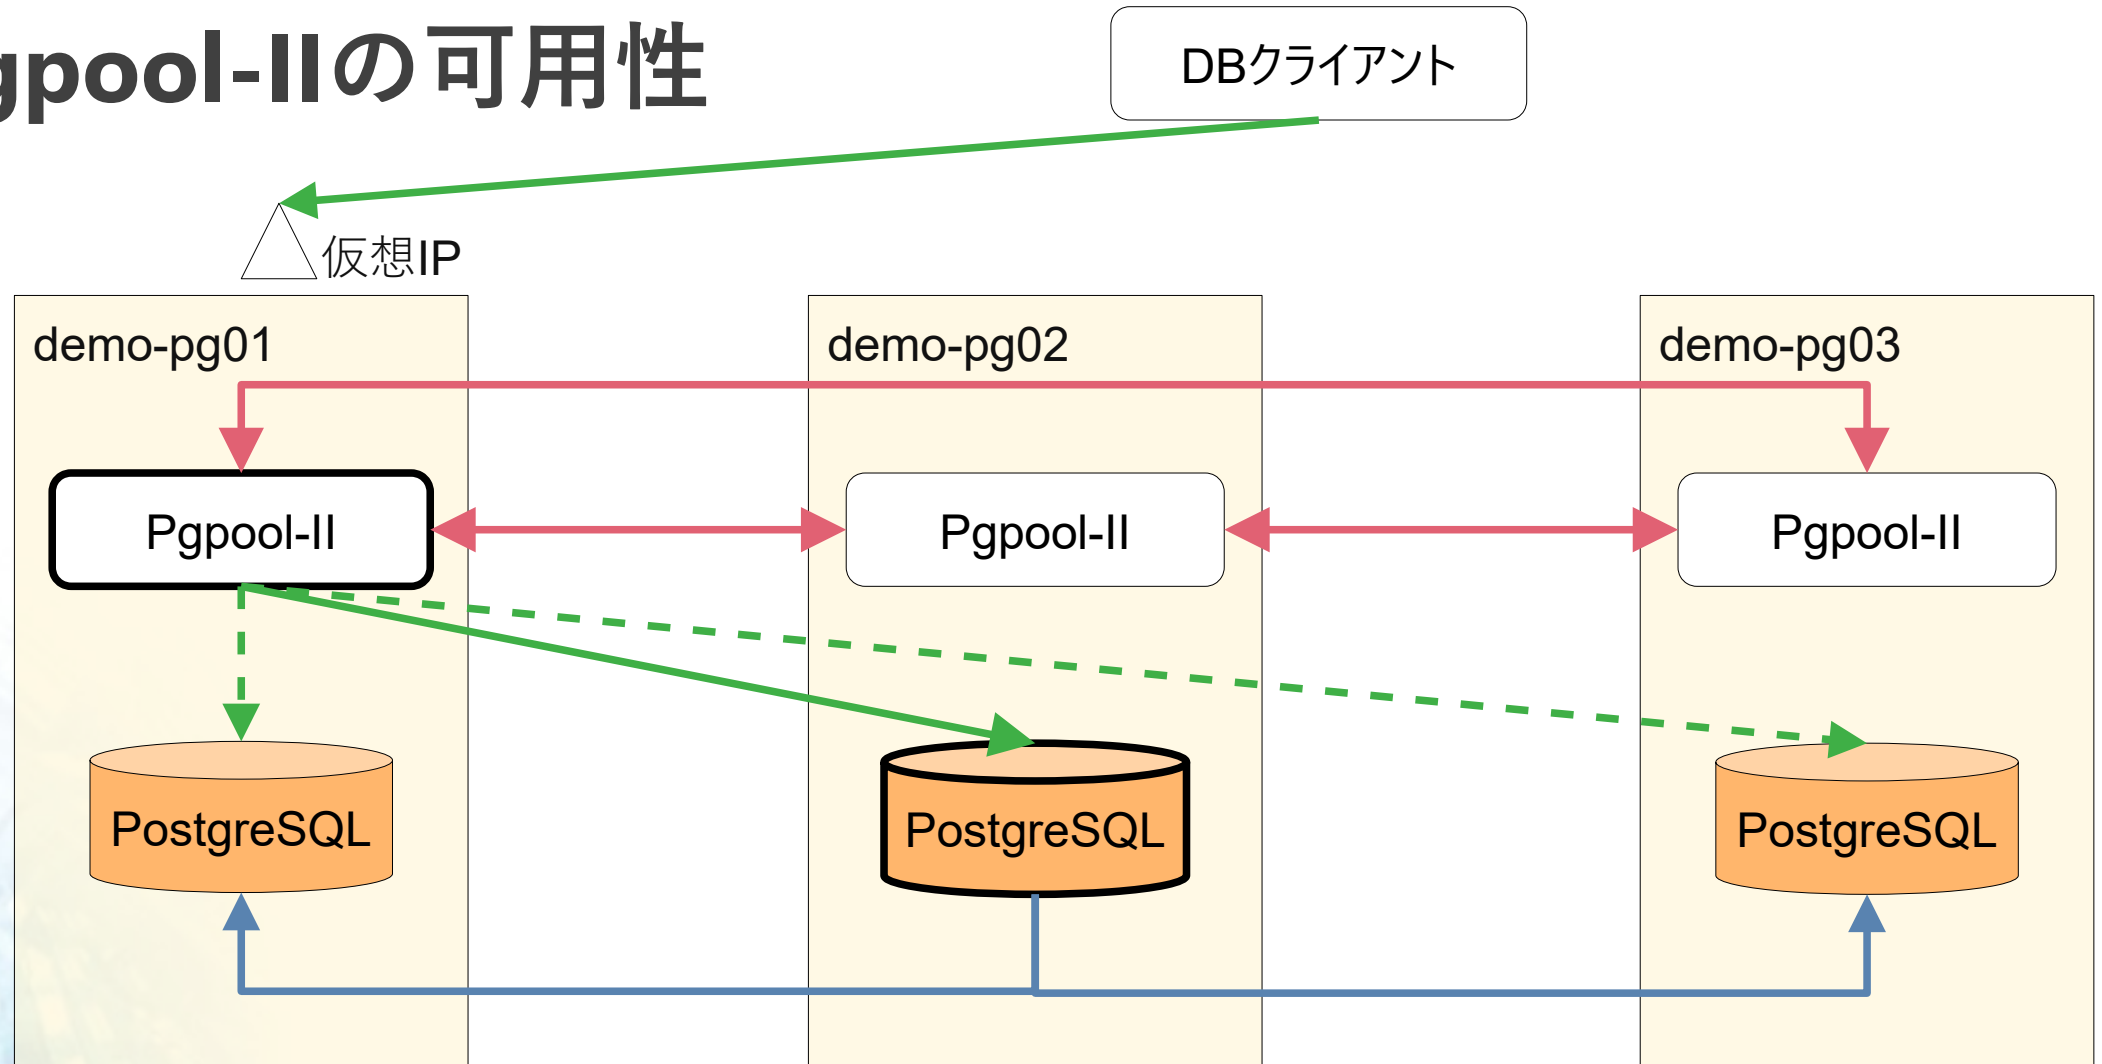 gpool-IIの可用性
DBクライアント
仮想IP
demo-pg01
demo-pg02
demo-pg03
Pgpool-II
Pgpool-II
Pgpool-II
PostgreSQL
PostgreSQL
PostgreSQL